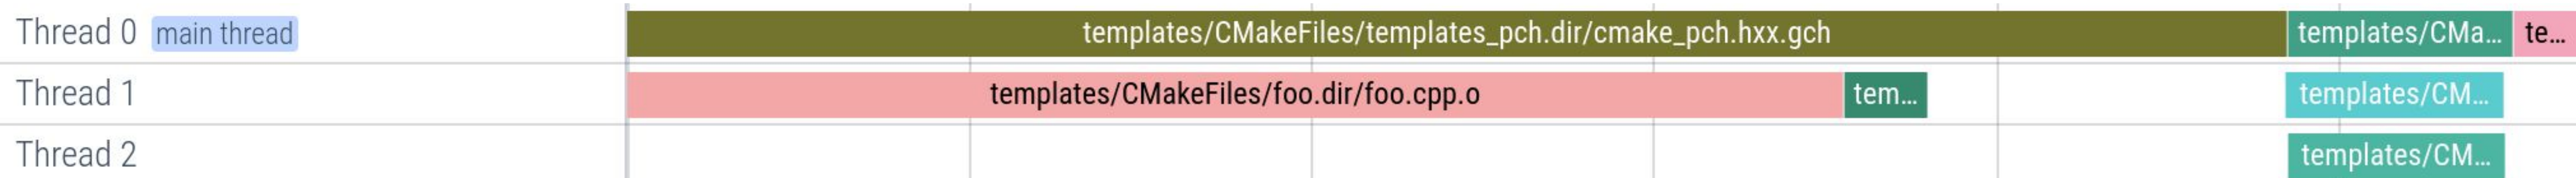 Thread 0 main thread templates/CMakeFiles/templates_pch.dir/cmake_pch.hxx.gch templates/CMa... te...
Thread 1 templates/CMakeFiles/foo.dir/foo.cpp.o tem... templates/CM...
Thread 2 templates/CM...